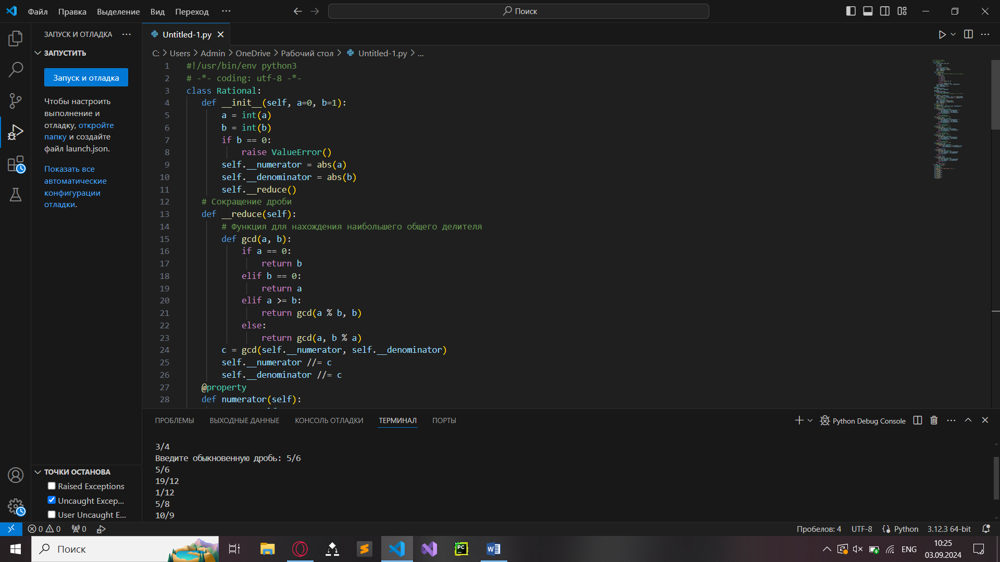 Файл Правка Выделение Вид Переход ··· Поиск
ЗАПУСК И ОТЛАДКА ···
Untitled-1.py
ЗАПУСТИТЬ
C: > Users > Admin > OneDrive > Рабочий стол > Untitled-1.py > ...
Запуск и отладка
Чтобы настроить
выполнение и
отладку, откройте
папку и создайте
файл launch.json.
Показать все
автоматические
конфигурации
отладки.
1 #!/usr/bin/env python3
2 # -*- coding: utf-8 -*-
3 class Rational:
4 def __init__(self, a=0, b=1):
5 a = int(a)
6 b = int(b)
7 if b == 0:
8 raise ValueError()
9 self.__numerator = abs(a)
10 self.__denominator = abs(b)
11 self.__reduce()
12 # Сокращение дроби
13 def __reduce(self):
14 # Функция для нахождения наибольшего общего делителя
15 def gcd(a, b):
16 if a == 0:
17 return b
18 elif b == 0:
19 return a
20 elif a >= b:
21 return gcd(a % b, b)
22 else:
23 return gcd(a, b % a)
24 c = gcd(self.__numerator, self.__denominator)
25 self.__numerator //= c
26 self.__denominator //= c
27 @property
28 def numerator(self):
ПРОБЛЕМЫ ВЫХОДНЫЕ ДАННЫЕ КОНСОЛЬ ОТЛАДКИ ТЕРМИНАЛ ПОРТЫ
Python Debug Console
3/4
Введите обыкновенную дробь: 5/6
5/6
19/12
1/12
5/8
10/9
ТОЧКИ ОСТАНОВА
Raised Exceptions
Uncaught Excep...
User Uncaught E...
0 0 0 Пробелов: 4 UTF-8 Python 3.12.3 64-bit
Поиск
PC
W
ENG
10:25
03.09.2024